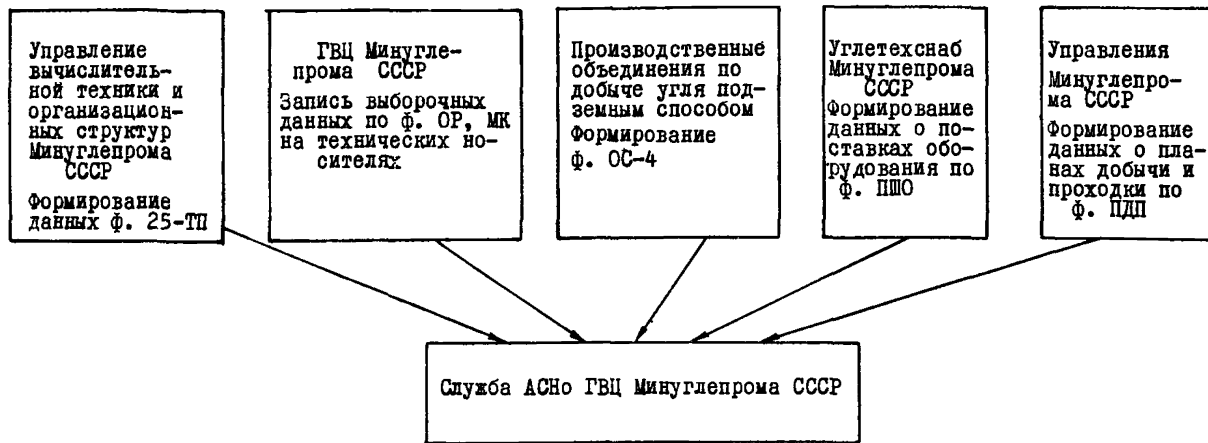 Управление
вычислитель-
ной техники и
организацион-
ных структур
Минуглепрома
СССР
Формирование
данных ф. 25-ТП
ГВЦ Минугле-
прома СССР
Запись выборочных
данных по ф. ОР, МК
на технических но-
сителях
Производственные
объединения по
добыче угля под-
земным способом
Формирование
ф. ОС-4
Углетехснаб
Минуглепрома
СССР
Формирование
данных о по-
ставках обо-
рудования по
ф. ПШО
Управления
Минуглепро-
ма СССР
Формирование
данных о пла-
нах добычи и
проходки по
ф. ПДП
Служба АСНо ГВЦ Минуглепрома СССР